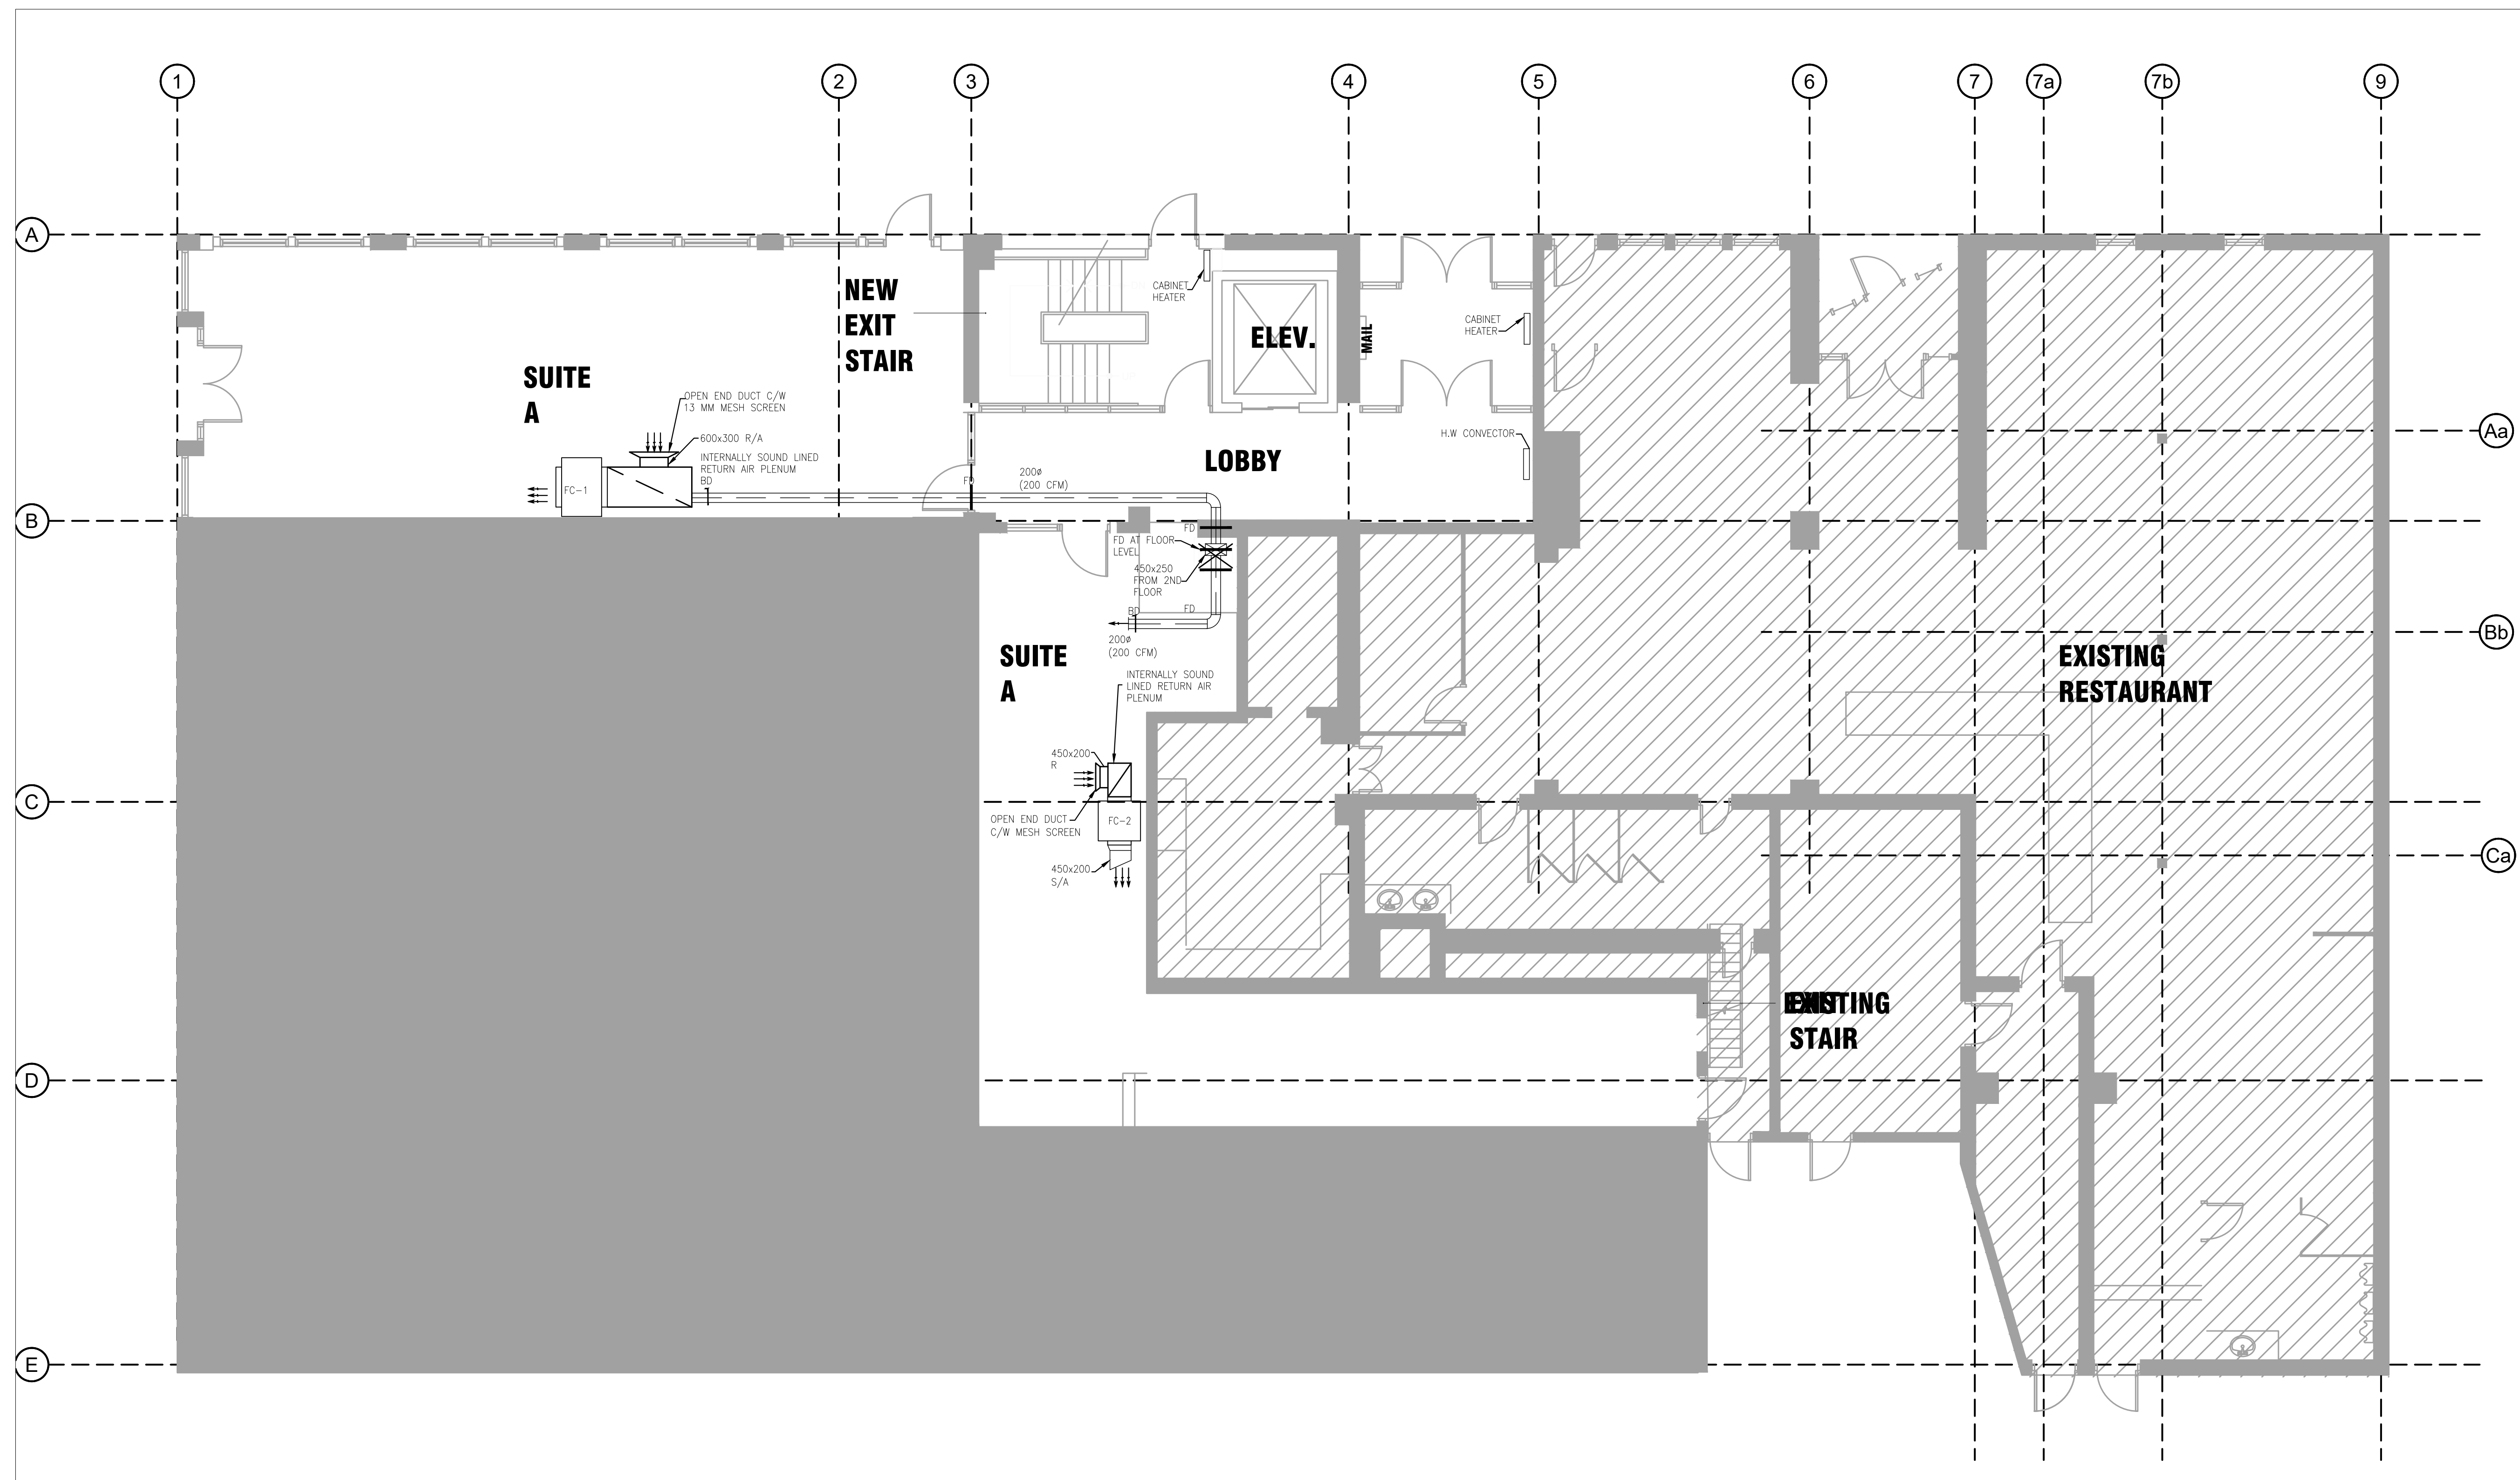 1
2
3
4
5
6
7
7a
7b
9
A
NEW
EXIT
STAIR
CABINET
HEATER
ELEV.
MAIL
CABINET
HEATER
SUITE
A
OPEN END DUCT C/W
13 MM MESH SCREEN
600x300 R/A
INTERNALLY SOUND LINED
RETURN AIR PLENUM
BD
FC-1
FD
200ø
(200 CFM)
LOBBY
H.W CONVECTOR
Aa
B
FD
FD AT FLOOR
LEVEL
450x250
FROM 2ND
FLOOR
BD
FD
200ø
(200 CFM)
Bb
SUITE
A
INTERNALLY SOUND
LINED RETURN AIR
PLENUM
EXISTING
RESTAURANT
450x200
R
C
OPEN END DUCT
C/W MESH SCREEN
FC-2
450x200
S/A
Ca
EXISTING
EXIT
STAIR
D
E